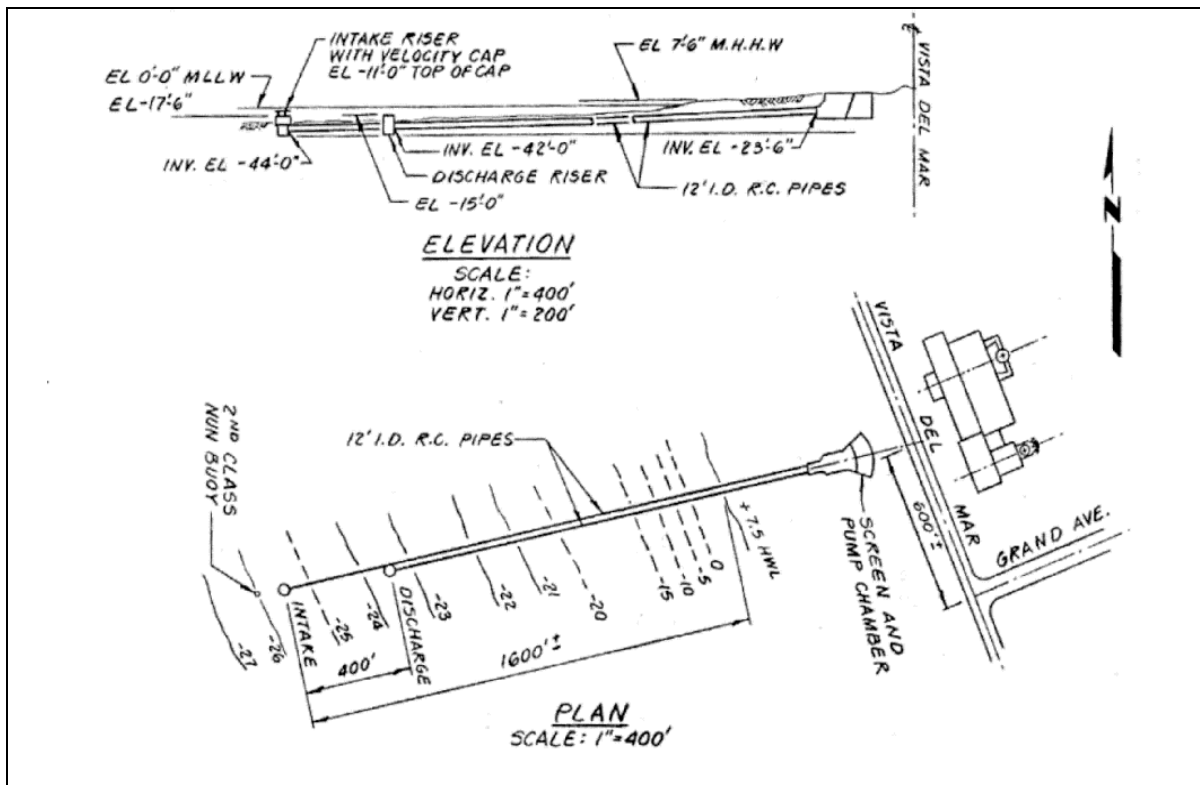 INTAKE RISER
WITH VELOCITY CAP
EL -11'-0" TOP OF CAP
EL 0'-0" MLLW
EL-17'-6"
EL 7'-6" M.H.H.W
VISTA DEL MAR
INV. EL -44'-0"
INV. EL -42'-0"
DISCHARGE RISER
EL -15'-0"
INV. EL -23'-6"
12' I.D. R.C. PIPES
ELEVATION
SCALE:
HORIZ. 1"=400'
VERT. 1"=200'
N
VISTA
DEL
MAR
2ND CLASS
NUN BUOY
12' I.D. R.C. PIPES
600'±
GRAND AVE.
SCREEN AND
PUMP CHAMBER
+7.5 HWL
0
-5
-10
-15
-20
-21
-22
-23
-24
-25
-26
-27
INTAKE
DISCHARGE
400'
1600'±
PLAN
SCALE: 1"=400'